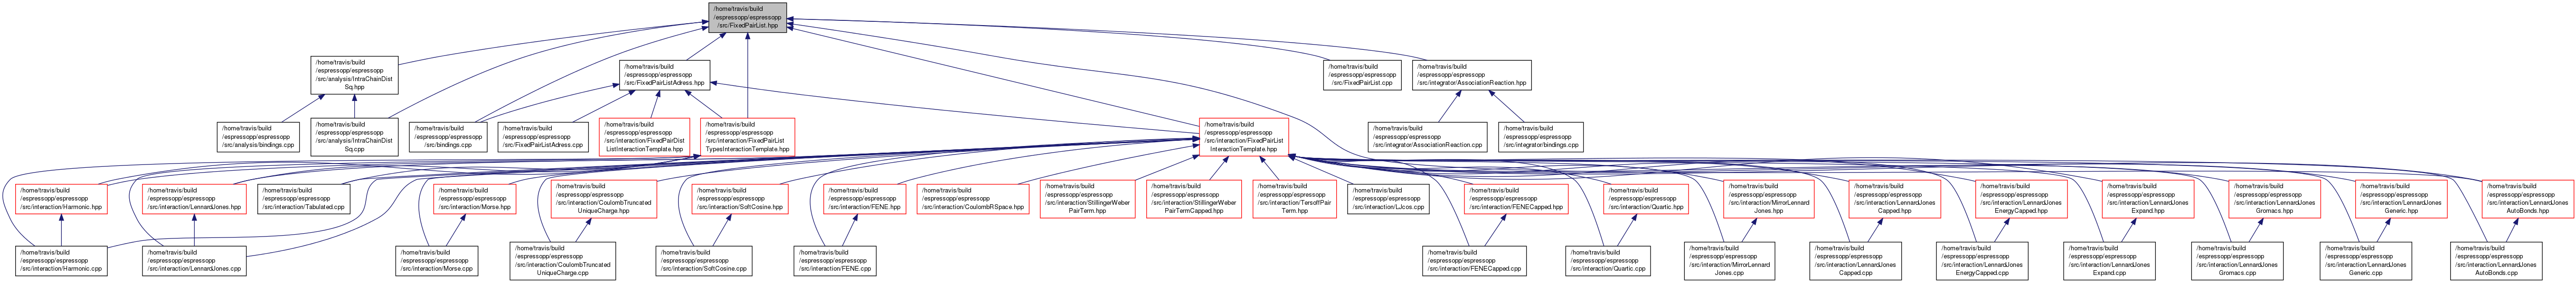 /home/travis/build
/espressopp/espressopp
/src/FixedPairList.hpp
/home/travis/build
/espressopp/espressopp
/src/analysis/IntraChainDist
Sq.hpp
/home/travis/build
/espressopp/espressopp
/src/FixedPairListAdress.hpp
/home/travis/build
/espressopp/espressopp
/src/FixedPairList.cpp
/home/travis/build
/espressopp/espressopp
/src/integrator/AssociationReaction.hpp
/home/travis/build
/espressopp/espressopp
/src/analysis/bindings.cpp
/home/travis/build
/espressopp/espressopp
/src/analysis/IntraChainDist
Sq.cpp
/home/travis/build
/espressopp/espressopp
/src/bindings.cpp
/home/travis/build
/espressopp/espressopp
/src/FixedPairListAdress.cpp
/home/travis/build
/espressopp/espressopp
/src/interaction/FixedPairDist
ListInteractionTemplate.hpp
/home/travis/build
/espressopp/espressopp
/src/interaction/FixedPairList
TypesInteractionTemplate.hpp
/home/travis/build
/espressopp/espressopp
/src/interaction/FixedPairList
InteractionTemplate.hpp
/home/travis/build
/espressopp/espressopp
/src/integrator/AssociationReaction.cpp
/home/travis/build
/espressopp/espressopp
/src/integrator/bindings.cpp
/home/travis/build
/espressopp/espressopp
/src/interaction/Harmonic.hpp
/home/travis/build
/espressopp/espressopp
/src/interaction/LennardJones.hpp
/home/travis/build
/espressopp/espressopp
/src/interaction/Tabulated.cpp
/home/travis/build
/espressopp/espressopp
/src/interaction/Morse.hpp
/home/travis/build
/espressopp/espressopp
/src/interaction/CoulombTruncated
UniqueCharge.hpp
/home/travis/build
/espressopp/espressopp
/src/interaction/SoftCosine.hpp
/home/travis/build
/espressopp/espressopp
/src/interaction/FENE.hpp
/home/travis/build
/espressopp/espressopp
/src/interaction/CoulombRSpace.hpp
/home/travis/build
/espressopp/espressopp
/src/interaction/StillingerWeber
PairTerm.hpp
/home/travis/build
/espressopp/espressopp
/src/interaction/StillingerWeber
PairTermCapped.hpp
/home/travis/build
/espressopp/espressopp
/src/interaction/TersoffPair
Term.hpp
/home/travis/build
/espressopp/espressopp
/src/interaction/LJcos.cpp
/home/travis/build
/espressopp/espressopp
/src/interaction/FENECapped.hpp
/home/travis/build
/espressopp/espressopp
/src/interaction/Quartic.hpp
/home/travis/build
/espressopp/espressopp
/src/interaction/MirrorLennard
Jones.hpp
/home/travis/build
/espressopp/espressopp
/src/interaction/LennardJones
Capped.hpp
/home/travis/build
/espressopp/espressopp
/src/interaction/LennardJones
EnergyCapped.hpp
/home/travis/build
/espressopp/espressopp
/src/interaction/LennardJones
Expand.hpp
/home/travis/build
/espressopp/espressopp
/src/interaction/LennardJones
Gromacs.hpp
/home/travis/build
/espressopp/espressopp
/src/interaction/LennardJones
Generic.hpp
/home/travis/build
/espressopp/espressopp
/src/interaction/LennardJones
AutoBonds.hpp
/home/travis/build
/espressopp/espressopp
/src/interaction/Harmonic.cpp
/home/travis/build
/espressopp/espressopp
/src/interaction/LennardJones.cpp
/home/travis/build
/espressopp/espressopp
/src/interaction/Morse.cpp
/home/travis/build
/espressopp/espressopp
/src/interaction/CoulombTruncated
UniqueCharge.cpp
/home/travis/build
/espressopp/espressopp
/src/interaction/SoftCosine.cpp
/home/travis/build
/espressopp/espressopp
/src/interaction/FENE.cpp
/home/travis/build
/espressopp/espressopp
/src/interaction/FENECapped.cpp
/home/travis/build
/espressopp/espressopp
/src/interaction/Quartic.cpp
/home/travis/build
/espressopp/espressopp
/src/interaction/MirrorLennard
Jones.cpp
/home/travis/build
/espressopp/espressopp
/src/interaction/LennardJones
Capped.cpp
/home/travis/build
/espressopp/espressopp
/src/interaction/LennardJones
EnergyCapped.cpp
/home/travis/build
/espressopp/espressopp
/src/interaction/LennardJones
Expand.cpp
/home/travis/build
/espressopp/espressopp
/src/interaction/LennardJones
Gromacs.cpp
/home/travis/build
/espressopp/espressopp
/src/interaction/LennardJones
Generic.cpp
/home/travis/build
/espressopp/espressopp
/src/interaction/LennardJones
AutoBonds.cpp